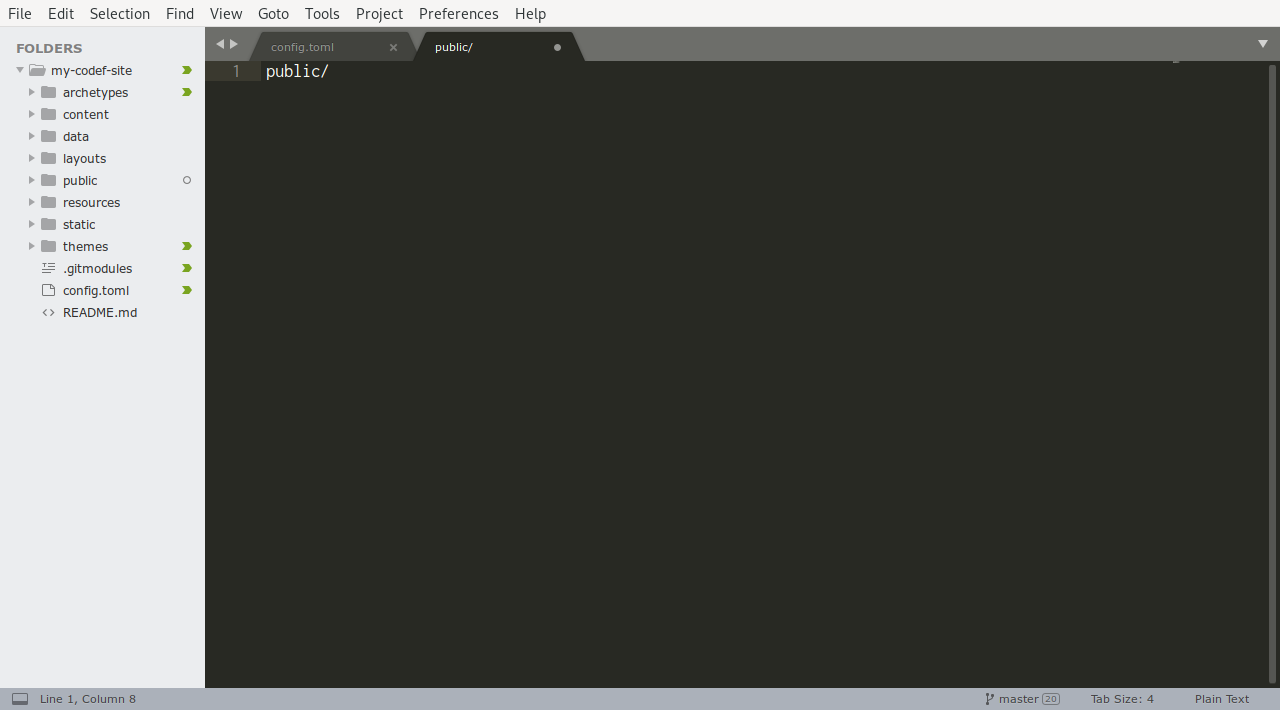 File Edit Selection Find View Goto Tools Project Preferences Help
FOLDERS
my-codef-site
archetypes
content
data
layouts
public
resources
static
themes
.gitmodules
config.toml
README.md
config.toml
public/
1 public/
Line 1, Column 8
master 20
Tab Size: 4
Plain Text